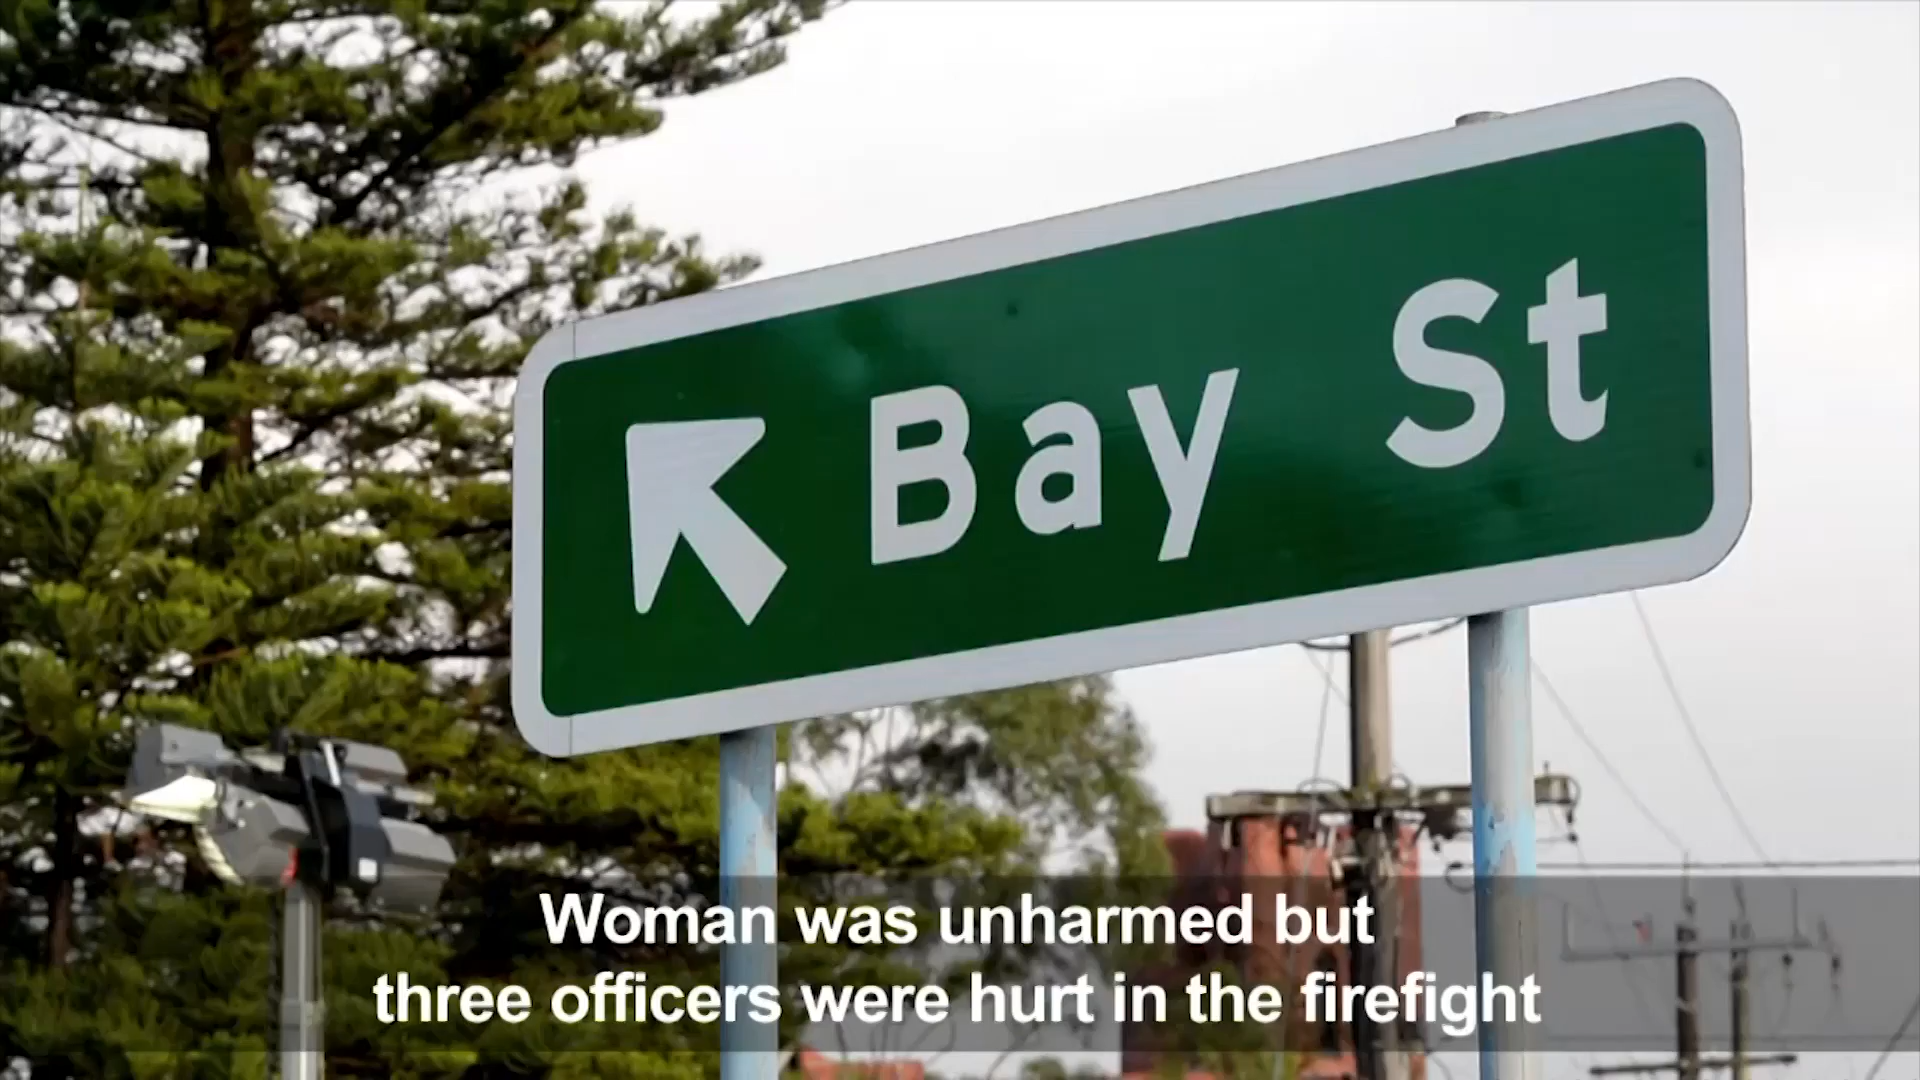 Bay St
Woman was unharmed but
three officers were hurt in the firefight